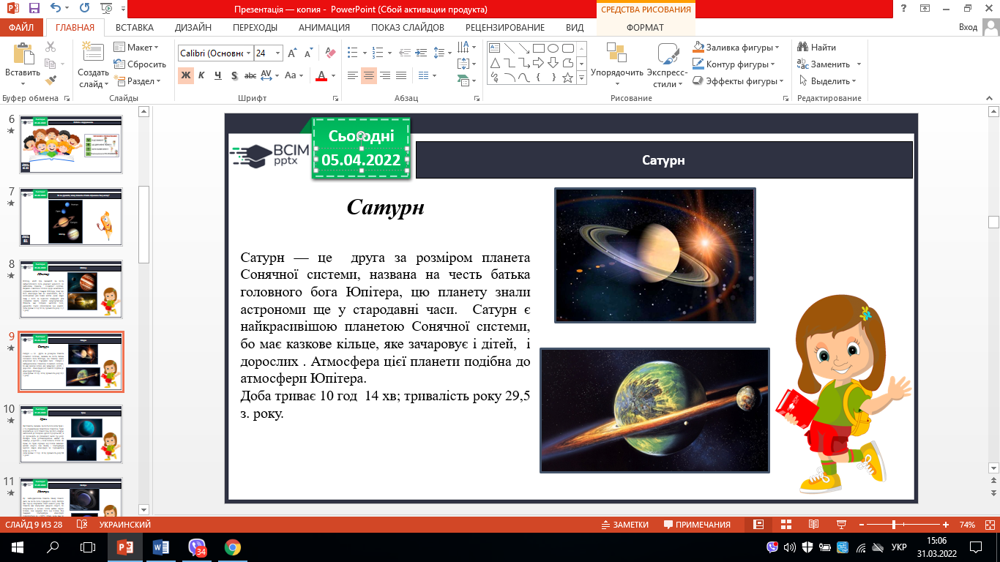 Презентація — копия - PowerPoint (Сбой активации продукта)
СРЕДСТВА РИСОВАНИЯ
ФАЙЛ ГЛАВНАЯ ВСТАВКА ДИЗАЙН ПЕРЕХОДЫ АНИМАЦИЯ ПОКАЗ СЛАЙДОВ РЕЦЕНЗИРОВАНИЕ ВИД ФОРМАТ Вход
Вставить
Создать слайд
Макет
Сбросить
Раздел
Calibri (Основно 24
Ж К Ч S abc AV Aa A
Упорядочить
Экспресс-стили
Заливка фигуры
Контур фигуры
Эффекты фигуры
Найти
Заменить
Выделить
Буфер обмена Слайды Шрифт Абзац Рисование Редактирование
6
7
8
9
10
11
Сьогодні
05.04.2022
ВСІМ
pptx
Сатурн
Сатурн
Сатурн — це друга за розміром планета
Сонячної системи, названа на честь батька
головного бога Юпітера, цю планету знали
астрономи ще у стародавні часи. Сатурн є
найкрасивішою планетою Сонячної системи,
бо має казкове кільце, яке зачаровує і дітей, і
дорослих . Атмосфера цієї планети подібна до
атмосфери Юпітера.
Доба триває 10 год 14 хв; тривалість року 29,5
з. року.
СЛАЙД 9 ИЗ 28 УКРАИНСКИЙ ЗАМЕТКИ ПРИМЕЧАНИЯ 74%
34
УКР
15:06
31.03.2022